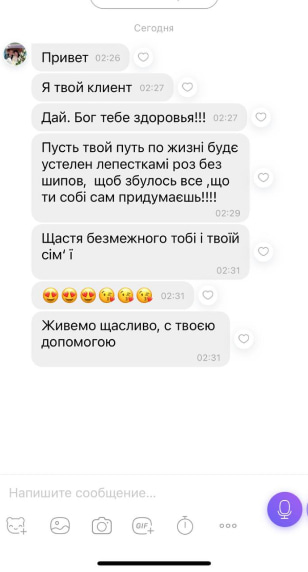 Сегодня
Привет 02:26
Я твой клиент 02:27
Дай. Бог тебе здоровья!!! 02:27
Пусть твой путь по жизні будє
устелен лепесткамі роз без
шипов, щоб збулось все ,що
ти собі сам придумаєшь!!!!
02:29
Щастя безмежного тобі і твоїй
сім‘ ї
02:31
😍😍😍😘😘😘 02:31
Живемо щасливо, с твоєю
допомогою
02:31
Напишите сообщение...
GIF